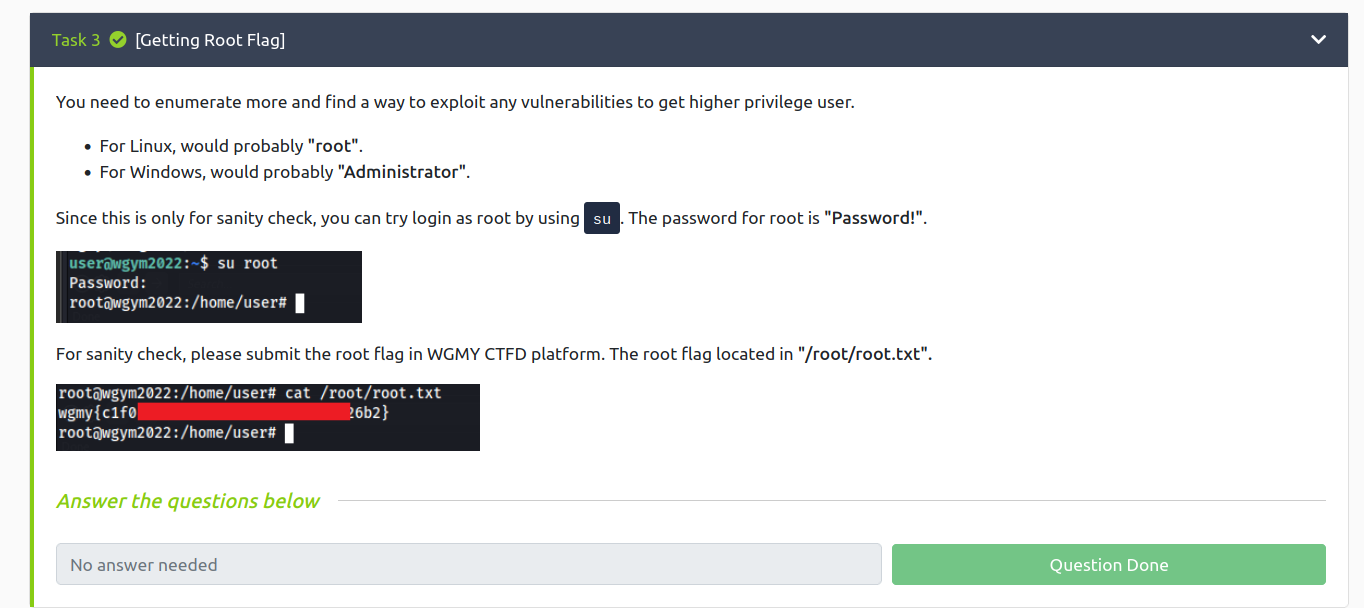 Task 3 [Getting Root Flag]
You need to enumerate more and find a way to exploit any vulnerabilities to get higher privilege user.
• For Linux, would probably "root".
• For Windows, would probably "Administrator".
Since this is only for sanity check, you can try login as root by using su. The password for root is "Password!".
user@wgym2022:~$ su root
Password:
root@wgym2022:/home/user#
For sanity check, please submit the root flag in WGMY CTFD platform. The root flag located in "/root/root.txt".
root@wgym2022:/home/user# cat /root/root.txt
wgmy{c1f0 26b2}
root@wgym2022:/home/user#
Answer the questions below
No answer needed
Question Done